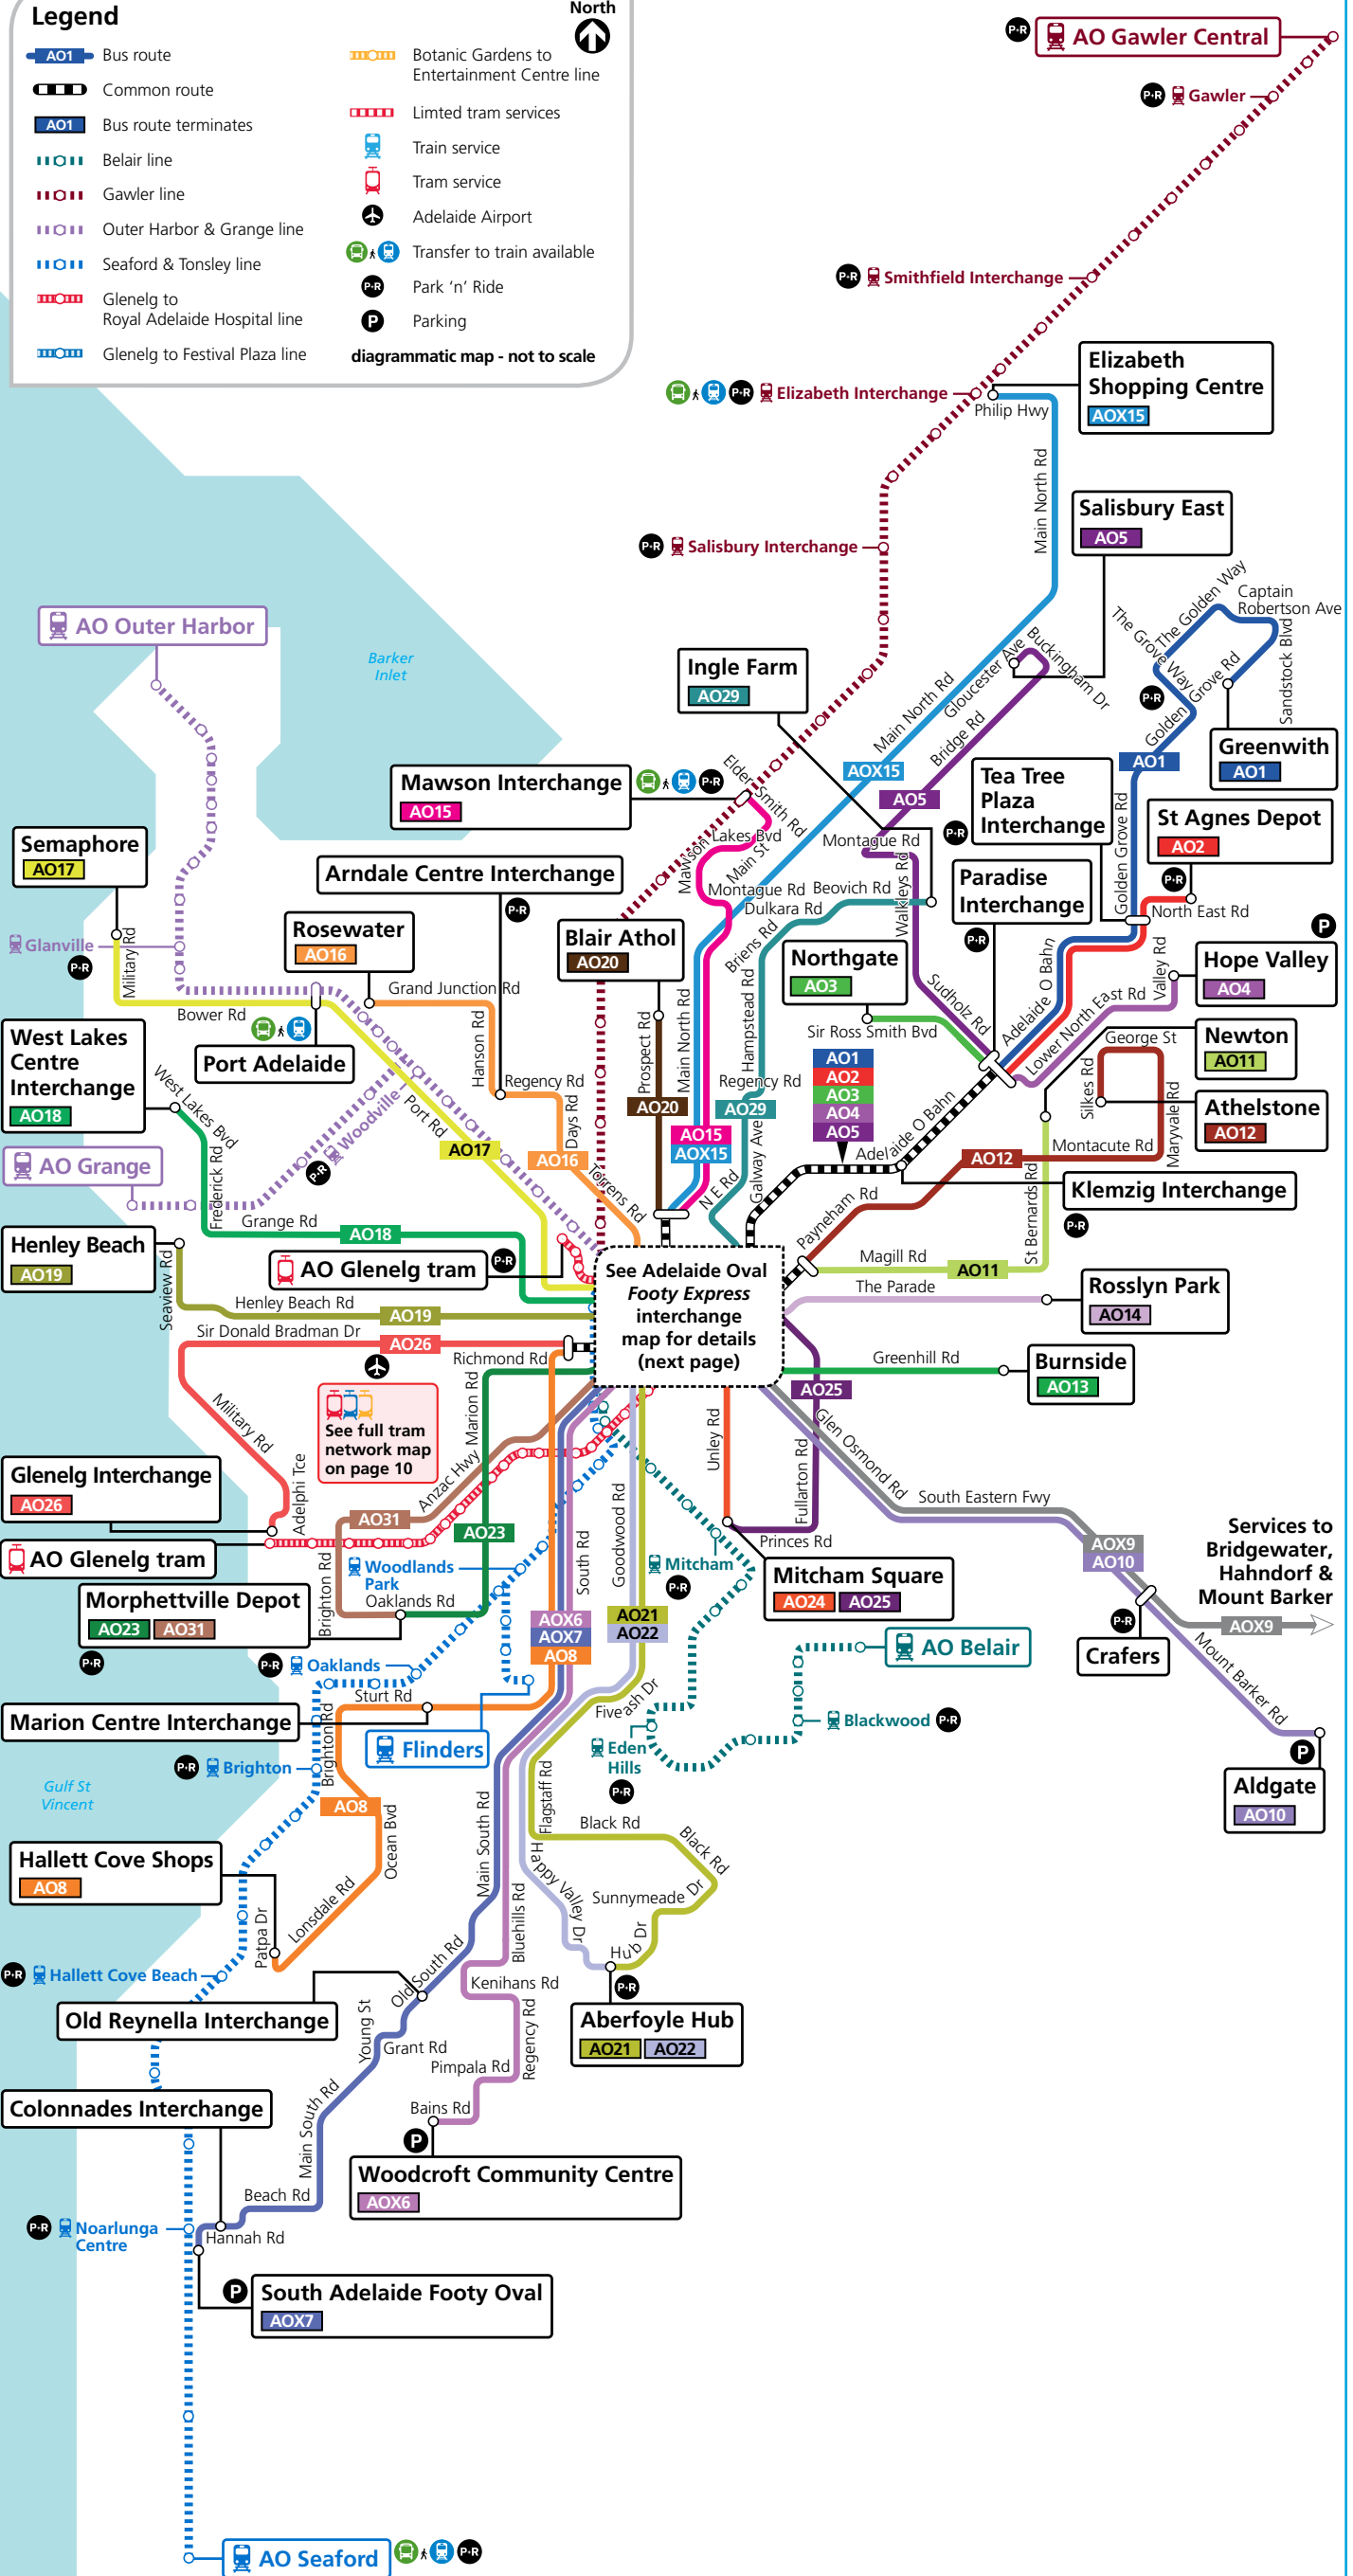 Legend
North
AO1 Bus route
Common route
AO1 Bus route terminates
Belair line
Gawler line
Outer Harbor & Grange line
Seaford & Tonsley line
Glenelg to
Royal Adelaide Hospital line
Glenelg to Festival Plaza line
Botanic Gardens to
Entertainment Centre line
Limted tram services
Train service
Tram service
Adelaide Airport
Transfer to train available
P·R Park ‘n’ Ride
P Parking
diagrammatic map - not to scale
P·R AO Gawler Central
P·R Gawler
P·R Smithfield Interchange
Elizabeth
Shopping Centre
AOX15
P·R Elizabeth Interchange
Philip Hwy
Main North Rd
Salisbury East
AO5
P·R Salisbury Interchange
The Golden Way
Captain
Robertson Ave
The Grove Way
Sandstock Blvd
Golden Grove Rd
P·R
AO Outer Harbor
Barker
Inlet
Ingle Farm
AO29
Gloucester Ave
Buckingham Dr
Main North Rd
Bridge Rd
AOX15
AO5
AO1
Greenwith
AO1
Tea Tree
Plaza
Interchange
P·R
Golden Grove Rd
St Agnes Depot
AO2
P·R
North East Rd
Mawson Interchange
AO15
P·R
Elder Smith Rd
Mawson Lakes Bvd
Main St
Montague Rd
Montague Rd
Beovich Rd
Dulkara Rd
Briens Rd
Walkleys Rd
Semaphore
AO17
Arndale Centre Interchange
P·R
Paradise
Interchange
P·R
Glanville
P·R
Military Rd
Rosewater
AO16
Blair Athol
AO20
Northgate
AO3
P
Hope Valley
AO4
Valley Rd
Grand Junction Rd
Bower Rd
Port Adelaide
Hanson Rd
Prospect Rd
Main North Rd
Hampstead Rd
Sir Ross Smith Bvd
Sudholz Rd
Adelaide O Bahn
Lower North East Rd
West Lakes
Centre
Interchange
AO18
West Lakes Bvd
Newton
AO11
George St
Silkes Rd
Maryvale Rd
Athelstone
AO12
Regency Rd
Days Rd
Regency Rd
AO20
AO29
AO1
AO2
AO3
AO4
AO5
Adelaide O Bahn
Port Rd
Woodville
P·R
AO17
AO16
Torrens Rd
AO15
AOX15
N E Rd
Galway Ave
AO12
Montacute Rd
Klemzig Interchange
P·R
AO Grange
Frederick Rd
Grange Rd
AO18
Payneham Rd
St Bernards Rd
Magill Rd
AO11
Henley Beach
AO19
Seaview Rd
AO Glenelg tram
P·R
See Adelaide Oval
Footy Express
interchange
map for details
(next page)
The Parade
Rosslyn Park
AO14
Henley Beach Rd
AO19
Sir Donald Bradman Dr
AO26
Richmond Rd
Greenhill Rd
Burnside
AO13
AO25
See full tram
network map
on page 10
Marion Rd
Military Rd
Unley Rd
Glen Osmond Rd
Fullarton Rd
Glenelg Interchange
AO26
Adelphi Tce
Anzac Hwy
AO31
AO23
South Rd
Goodwood Rd
South Eastern Fwy
Princes Rd
AO Glenelg tram
Services to
Bridgewater,
Hahndorf &
Mount Barker
AOX9
AO10
AOX9
Woodlands
Park
Brighton Rd
Oaklands Rd
Mitcham
P·R
Mitcham Square
AO24 AO25
Morphettville Depot
AO23 AO31
P·R
AOX6
AOX7
AO8
AO21
AO22
P·R
Crafers
Mount Barker Rd
AO Belair
P·R Oaklands
Sturt Rd
Marion Centre Interchange
Fiveash Dr
Blackwood P·R
Flinders
Eden
Hills
P·R
P·R Brighton
Brighton Rd
P
Aldgate
AO10
Gulf St
Vincent
AO8
Ocean Bvd
Main South Rd
Flagstaff Rd
Black Rd
Black Rd
Hallett Cove Shops
AO8
Patpa Dr
Lonsdale Rd
Happy Valley Dr
Sunnymeade Dr
Bluehills Rd
Hub Dr
P·R
P·R Hallett Cove Beach
Old South Rd
Kenihans Rd
Old Reynella Interchange
Young St
Grant Rd
Regency Rd
Aberfoyle Hub
AO21 AO22
Pimpala Rd
Colonnades Interchange
Main South Rd
Bains Rd
P
Woodcroft Community Centre
AOX6
Beach Rd
P·R Noarlunga
Centre
Hannah Rd
P
South Adelaide Footy Oval
AOX7
AO Seaford
P·R